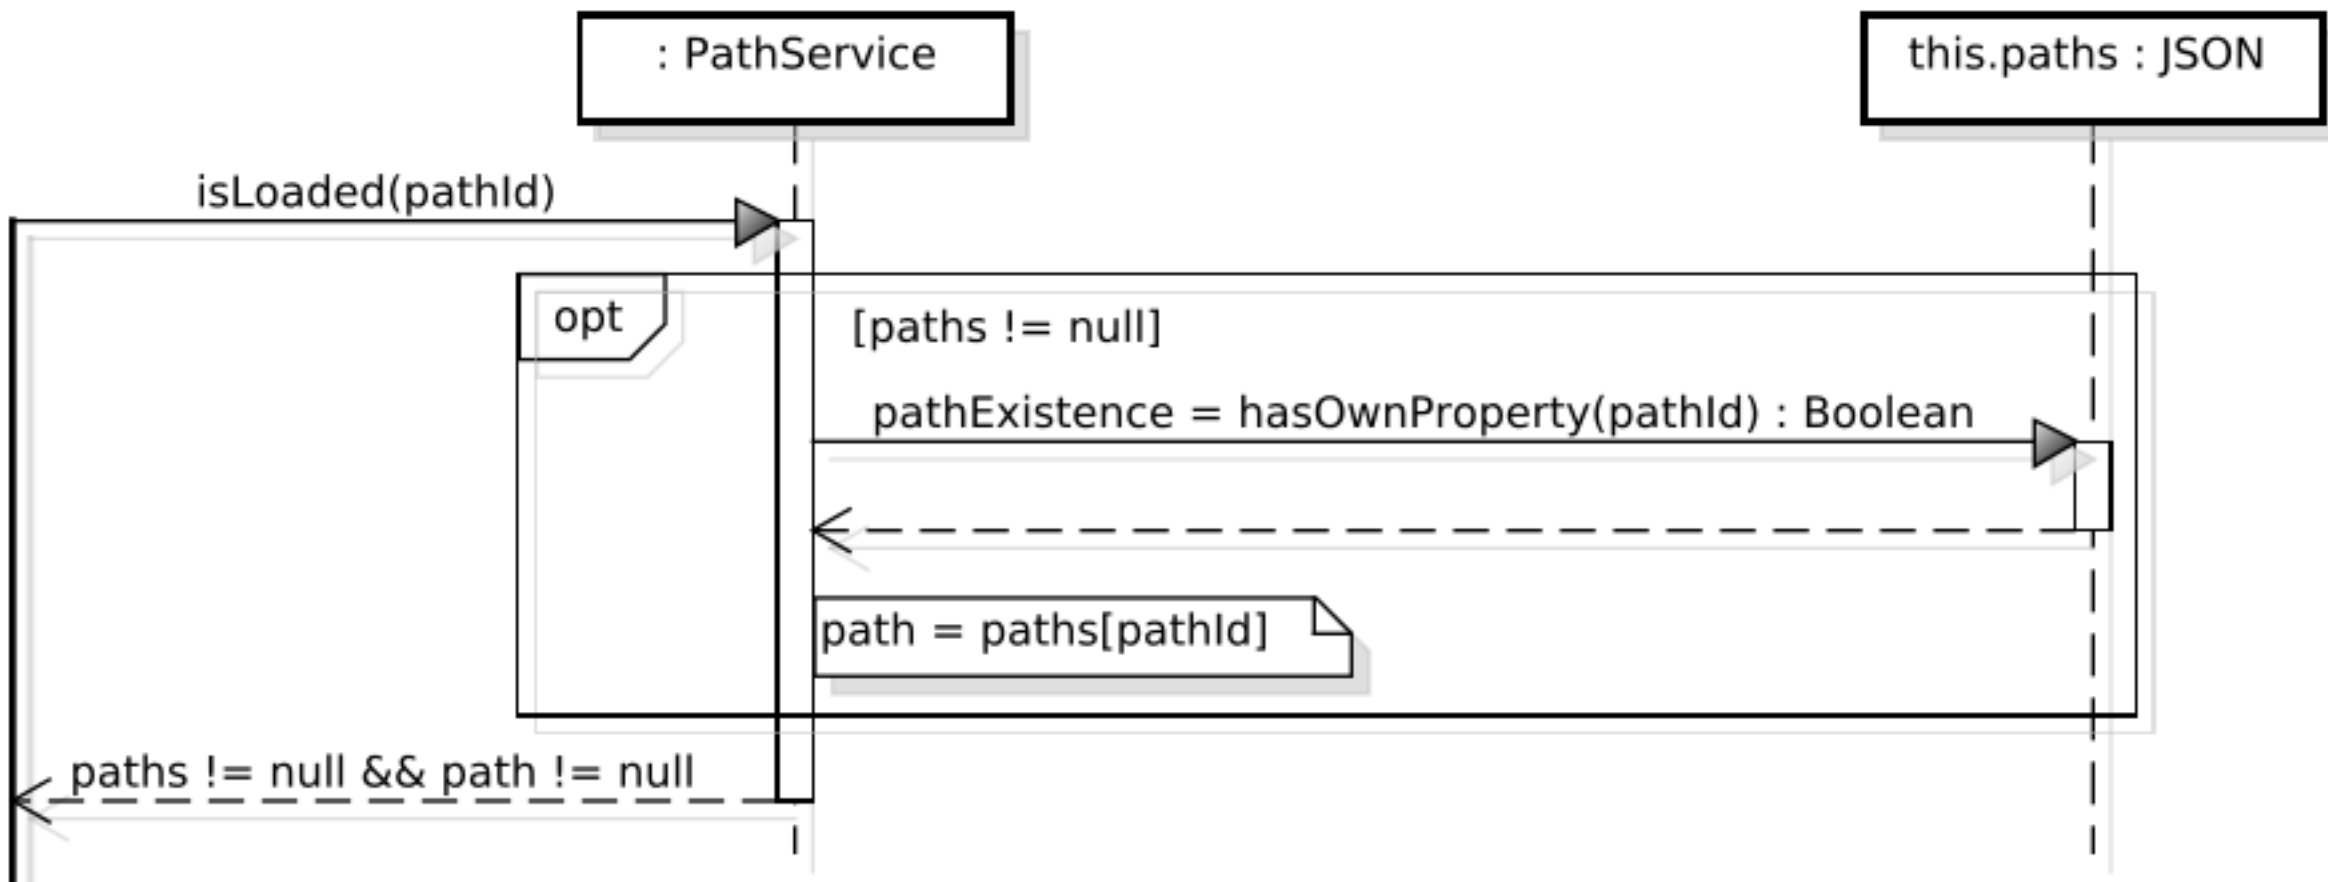 : PathService
this.paths : JSON
isLoaded(pathId)
opt
[paths != null]
pathExistence = hasOwnProperty(pathId) : Boolean
path = paths[pathId]
paths != null && path != null